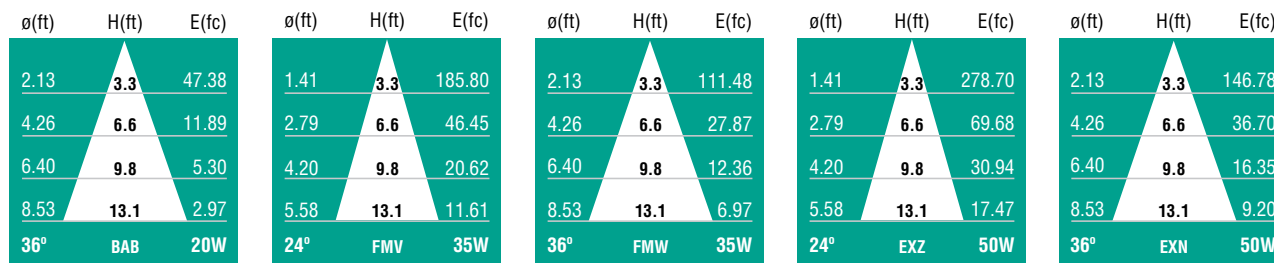 ø(ft) H(ft) E(fc)
2.13 3.3 47.38
4.26 6.6 11.89
6.40 9.8 5.30
8.53 13.1 2.97
36º BAB 20W
ø(ft) H(ft) E(fc)
1.41 3.3 185.80
2.79 6.6 46.45
4.20 9.8 20.62
5.58 13.1 11.61
24º FMV 35W
ø(ft) H(ft) E(fc)
2.13 3.3 111.48
4.26 6.6 27.87
6.40 9.8 12.36
8.53 13.1 6.97
36º FMW 35W
ø(ft) H(ft) E(fc)
1.41 3.3 278.70
2.79 6.6 69.68
4.20 9.8 30.94
5.58 13.1 17.47
24º EXZ 50W
ø(ft) H(ft) E(fc)
2.13 3.3 146.78
4.26 6.6 36.70
6.40 9.8 16.35
8.53 13.1 9.20
36º EXN 50W